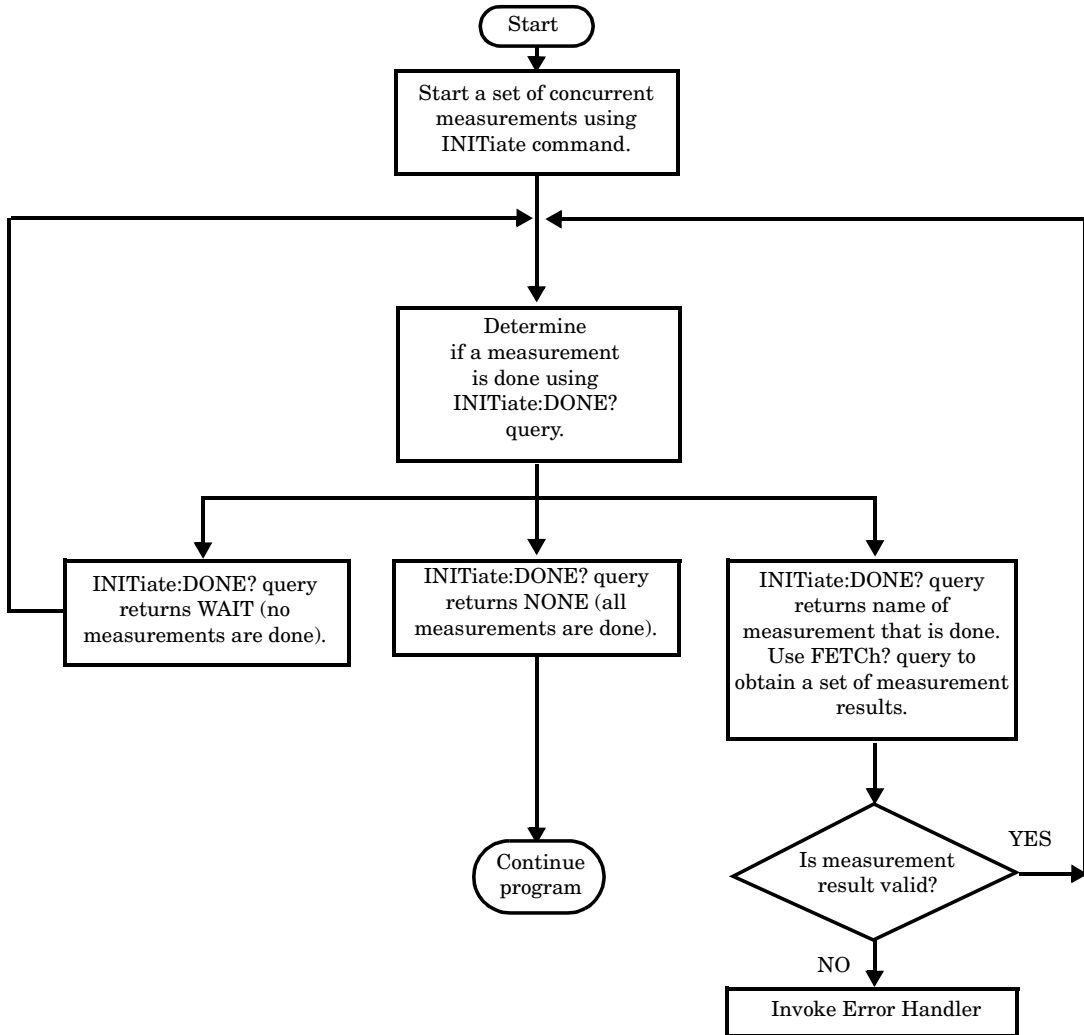 Start
Start a set of concurrent
measurements using
INITiate command.
Determine
if a measurement
is done using
INITiate:DONE?
query.
INITiate:DONE? query
returns WAIT (no
measurements are done).
INITiate:DONE? query
returns NONE (all
measurements are done).
INITiate:DONE? query
returns name of
measurement that is done.
Use FETCh? query to
obtain a set of measurement
results.
Continue
program
Is measurement
result valid?
YES
NO
Invoke Error Handler